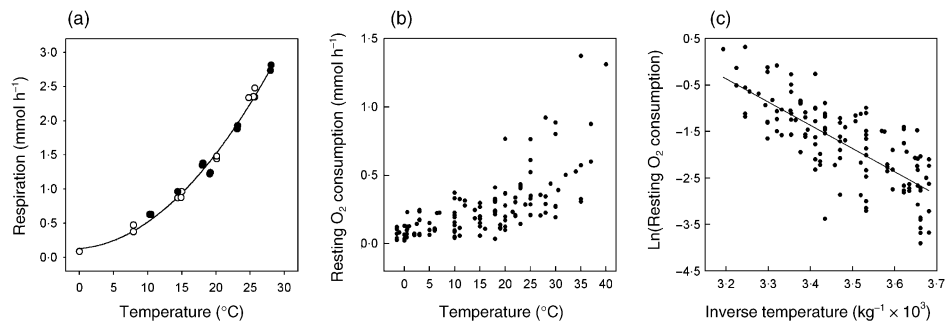 (a)
3·0
2·5
2·0
1·5
1·0
0·5
0·0
Respiration (mmol h⁻¹)
0 5 10 15 20 25 30
Temperature (°C)
(b)
1·5
1·0
0·5
0·0
Resting O₂ consumption (mmol h⁻¹)
0 5 10 15 20 25 30 35 40
Temperature (°C)
(c)
0·5
−0·5
−1·5
−2·5
−3·5
−4·5
Ln(Resting O₂ consumption)
3·1 3·2 3·3 3·4 3·5 3·6 3·7
Inverse temperature (kg⁻¹ × 10³)